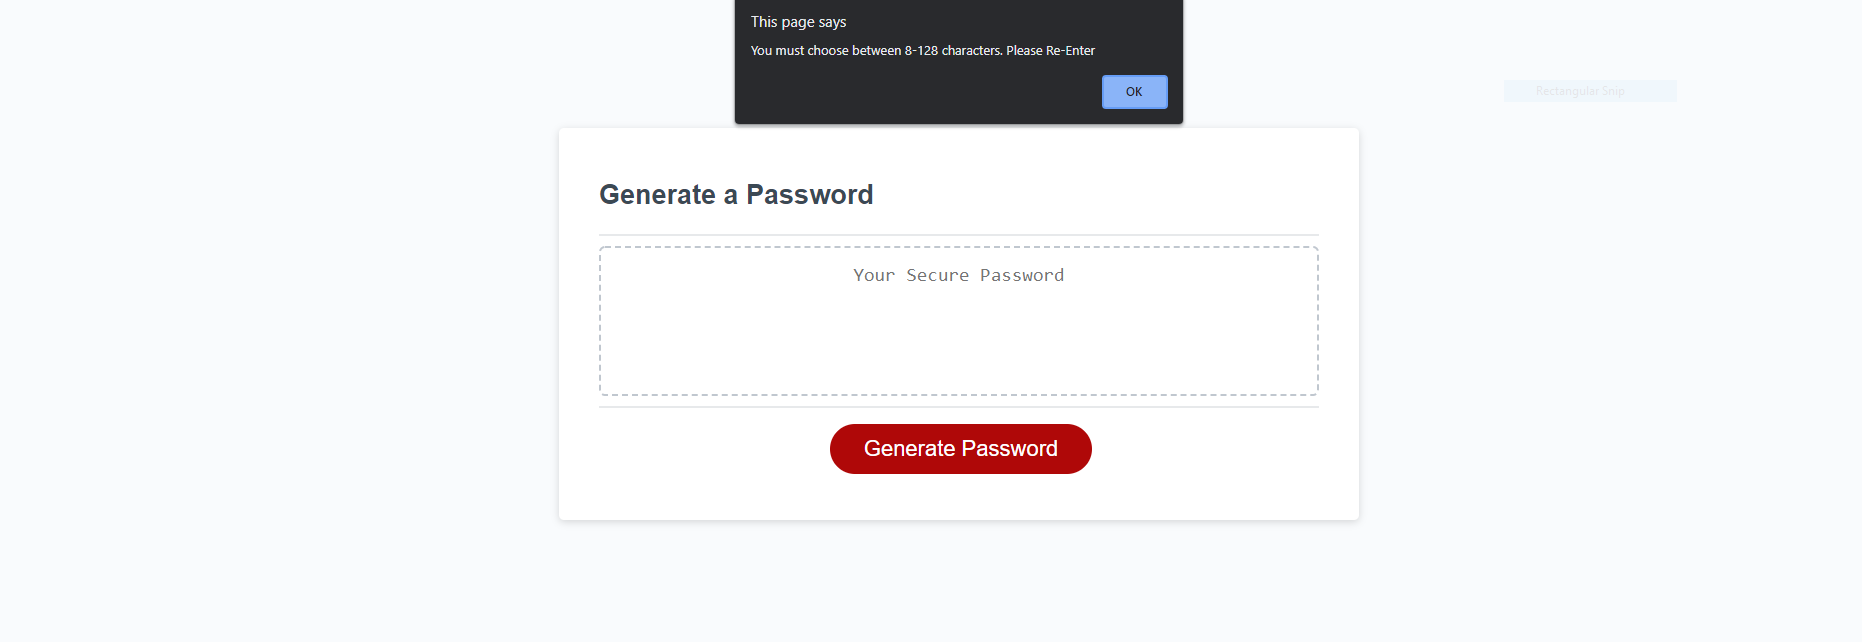 This page says
You must choose between 8-128 characters. Please Re-Enter
OK
Rectangular Snip
Generate a Password
Your Secure Password
Generate Password